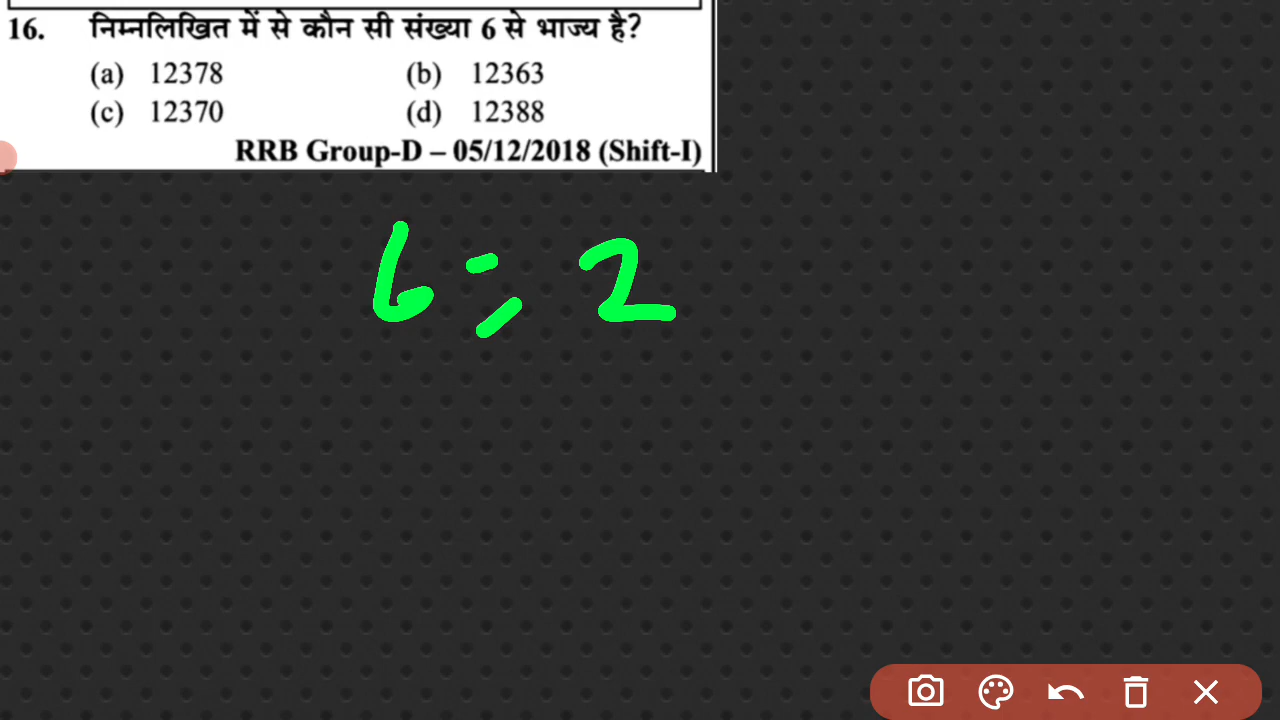 16. निम्नलिखित में से कौन सी संख्या 6 से भाज्य है?
(a) 12378 (b) 12363
(c) 12370 (d) 12388
RRB Group-D – 05/12/2018 (Shift-I)
6 ; 2